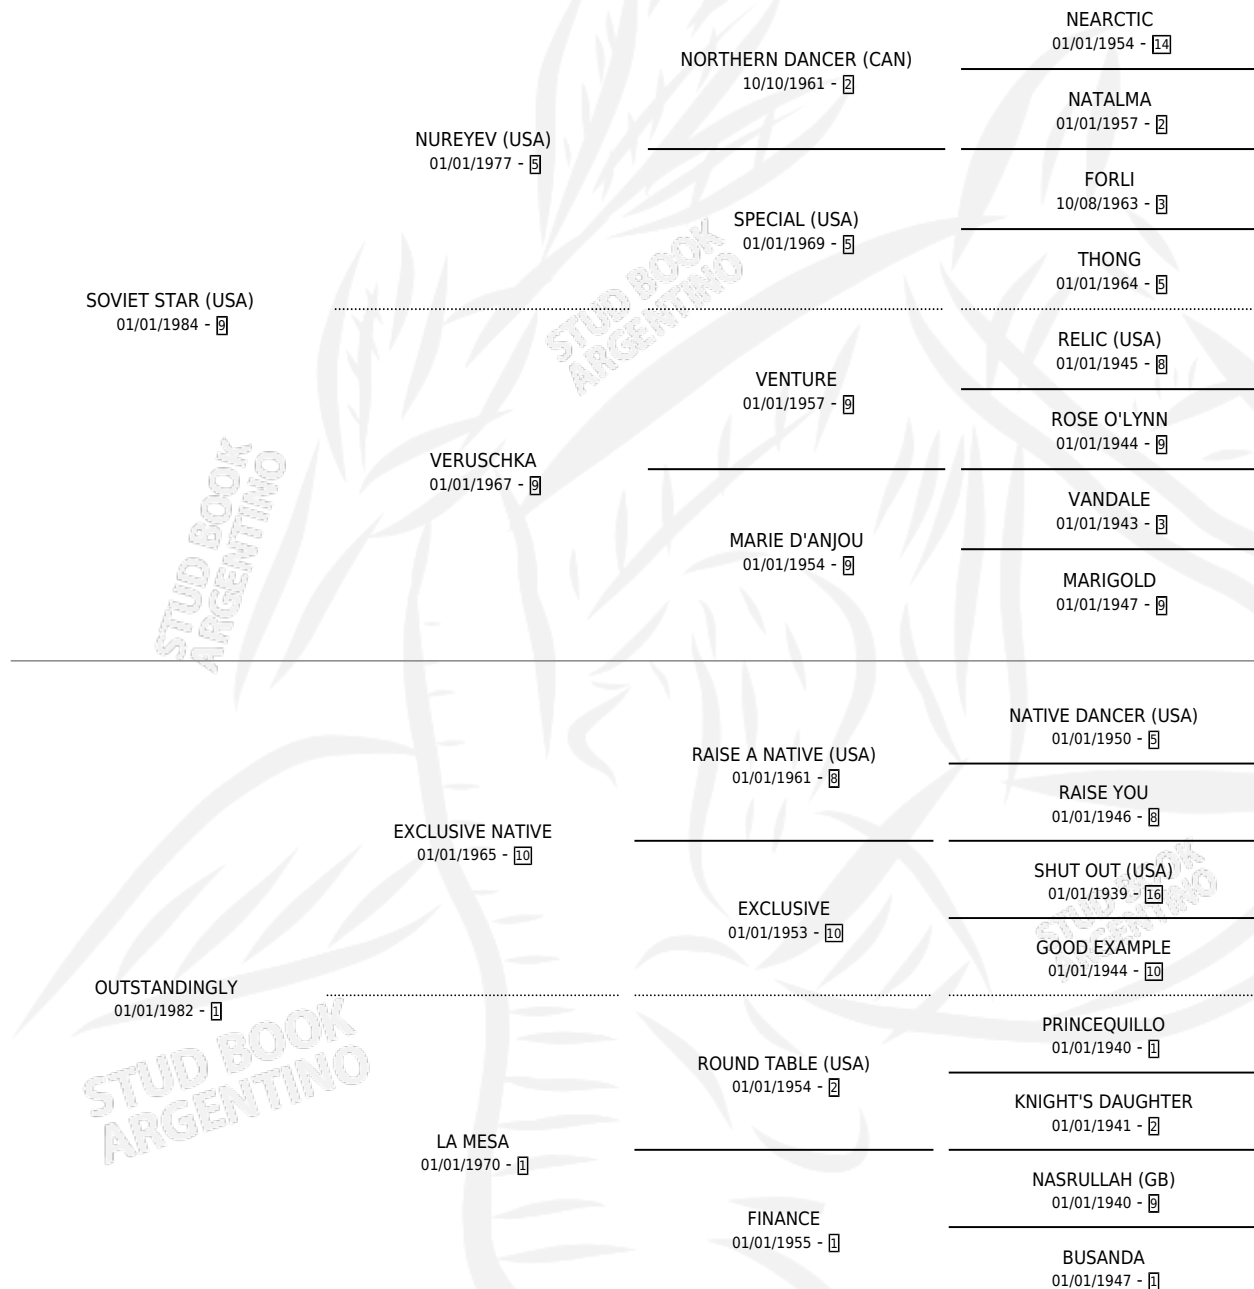 NEARCTIC
01/01/1954 - 14
NORTHERN DANCER (CAN)
10/10/1961 - 2
NATALMA
01/01/1957 - 2
NUREYEV (USA)
01/01/1977 - 5
FORLI
10/08/1963 - 3
SPECIAL (USA)
01/01/1969 - 5
THONG
01/01/1964 - 5
SOVIET STAR (USA)
01/01/1984 - 9
RELIC (USA)
01/01/1945 - 8
VENTURE
01/01/1957 - 9
ROSE O'LYNN
01/01/1944 - 9
VERUSCHKA
01/01/1967 - 9
VANDALE
01/01/1943 - 3
MARIE D'ANJOU
01/01/1954 - 9
MARIGOLD
01/01/1947 - 9
NATIVE DANCER (USA)
01/01/1950 - 5
RAISE A NATIVE (USA)
01/01/1961 - 8
RAISE YOU
01/01/1946 - 8
EXCLUSIVE NATIVE
01/01/1965 - 10
SHUT OUT (USA)
01/01/1939 - 16
EXCLUSIVE
01/01/1953 - 10
GOOD EXAMPLE
01/01/1944 - 10
OUTSTANDINGLY
01/01/1982 - 1
PRINCEQUILLO
01/01/1940 - 1
ROUND TABLE (USA)
01/01/1954 - 2
KNIGHT'S DAUGHTER
01/01/1941 - 2
LA MESA
01/01/1970 - 1
NASRULLAH (GB)
01/01/1940 - 9
FINANCE
01/01/1955 - 1
BUSANDA
01/01/1947 - 1
STUD BOOK
ARGENTINO
STUD BOOK
ARGENTINO
STUD BOOK
ARGENTINO
STUD BOOK
ARGENTINO